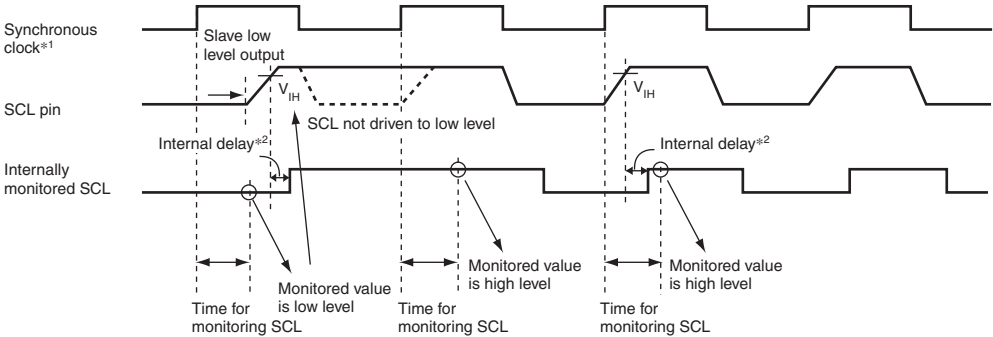 Synchronous
clock*1
Slave low
level output
SCL pin
VIH
SCL not driven to low level
VIH
Internal delay*2
Internal delay*2
Internally
monitored SCL
Monitored value
is low level
Monitored value
is high level
Monitored value
is high level
Time for
monitoring SCL
Time for
monitoring SCL
Time for
monitoring SCL